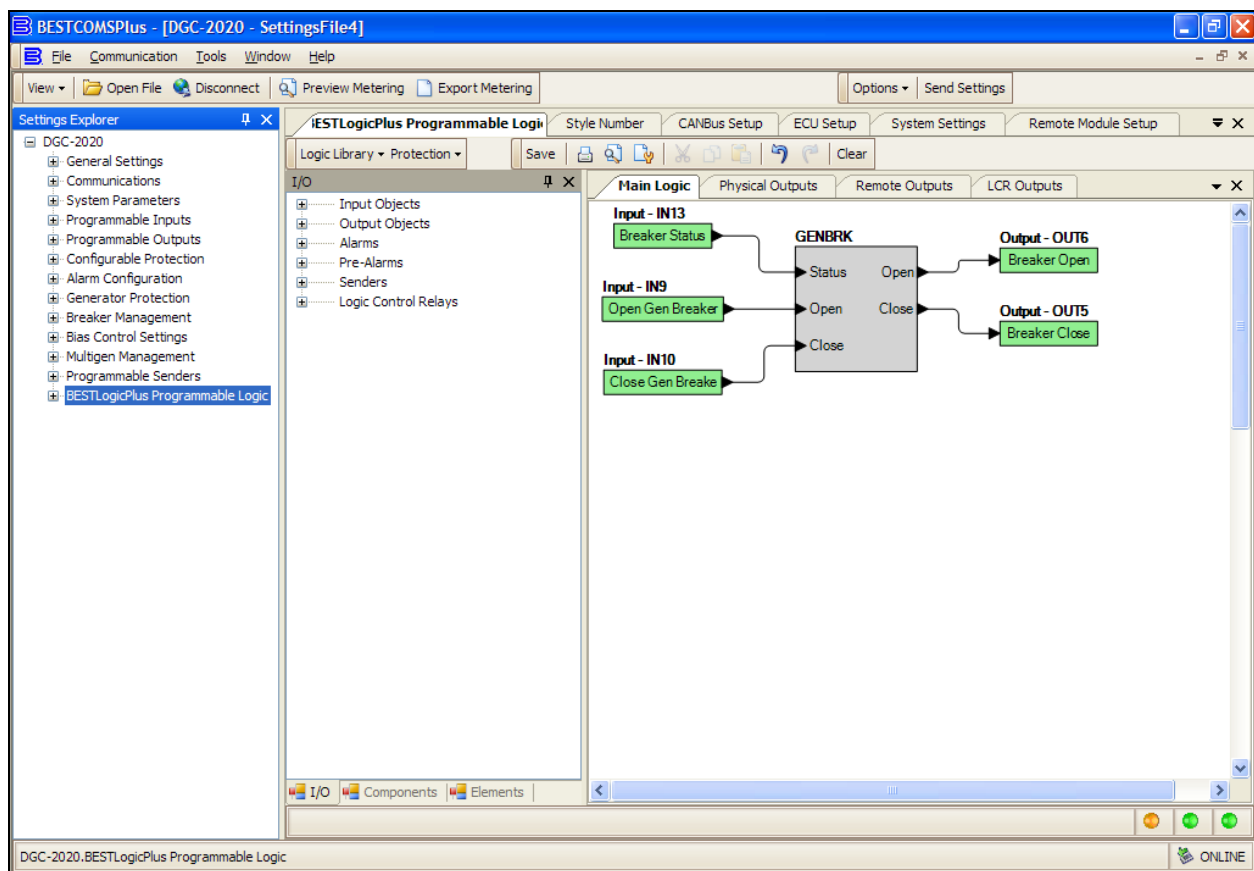 BESTCOMSPlus - [DGC-2020 - SettingsFile4]
File Communication Tools Window Help
View Open File Disconnect Preview Metering Export Metering Options Send Settings
Settings Explorer
DGC-2020
General Settings
Communications
System Parameters
Programmable Inputs
Programmable Outputs
Configurable Protection
Alarm Configuration
Generator Protection
Breaker Management
Bias Control Settings
Multigen Management
Programmable Senders
BESTLogicPlus Programmable Logic
ESTLogicPlus Programmable Logi Style Number CANBus Setup ECU Setup System Settings Remote Module Setup
Logic Library Protection Save Clear
I/O
Input Objects
Output Objects
Alarms
Pre-Alarms
Senders
Logic Control Relays
I/O Components Elements
Main Logic Physical Outputs Remote Outputs LCR Outputs
Input - IN13
Breaker Status
Input - IN9
Open Gen Breaker
Input - IN10
Close Gen Breake
GENBRK
Status Open
Open Close
Close
Output - OUT6
Breaker Open
Output - OUT5
Breaker Close
DGC-2020.BESTLogicPlus Programmable Logic ONLINE